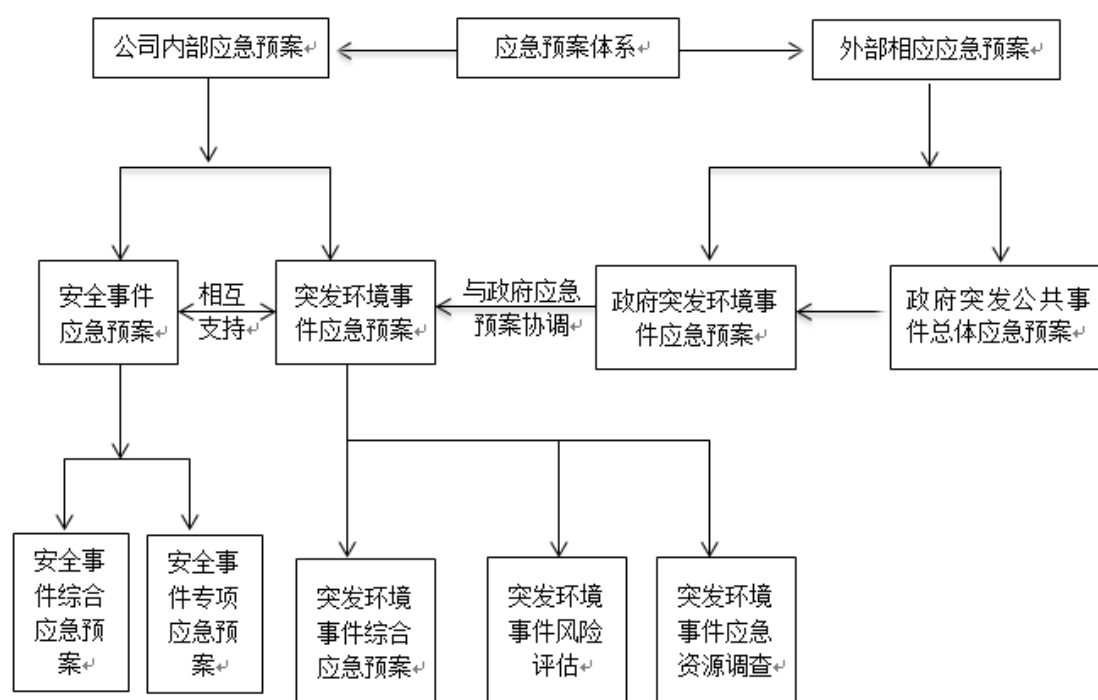 公司内部应急预案↵
应急预案体系↵
外部相应应急预案↵
安全事件
应急预案↵
相互
支持↵
突发环境事
件应急预案↵
与政府应急
预案协调↵
政府突发环境事
件应急预案↵
政府突发公共事
件总体应急预案↵
安全事
件综合
应急预
案↵
安全事
件专项
应急预
案↵
突发环境
事件综合
应急预案↵
突发环境
事件风险
评估↵
突发环境
事件应急
资源调查↵